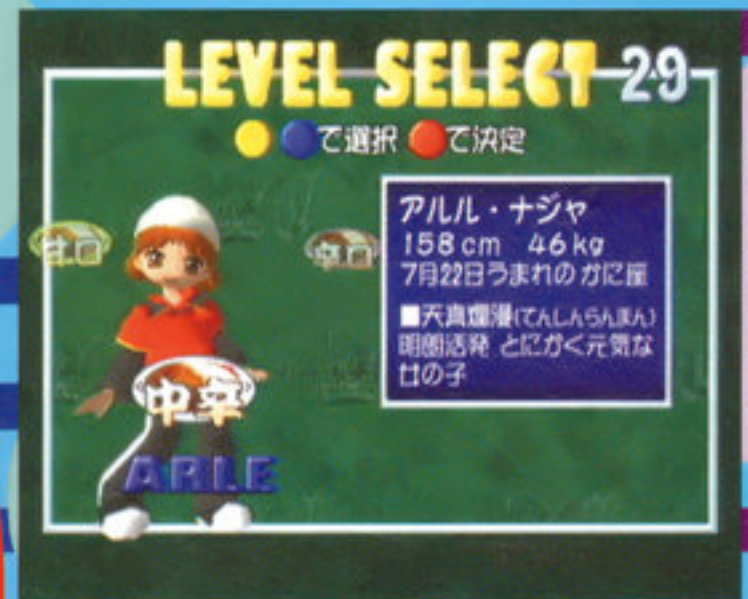 LEVEL SELECT 29
で選択 で決定
アルル・ナジャ
158cm 46kg
7月22日うまれの かに座
■天真爛漫(てんしんらんまん)
明朗活発 とにかく元気な
女の子
甘口
中辛
辛口
ARLE